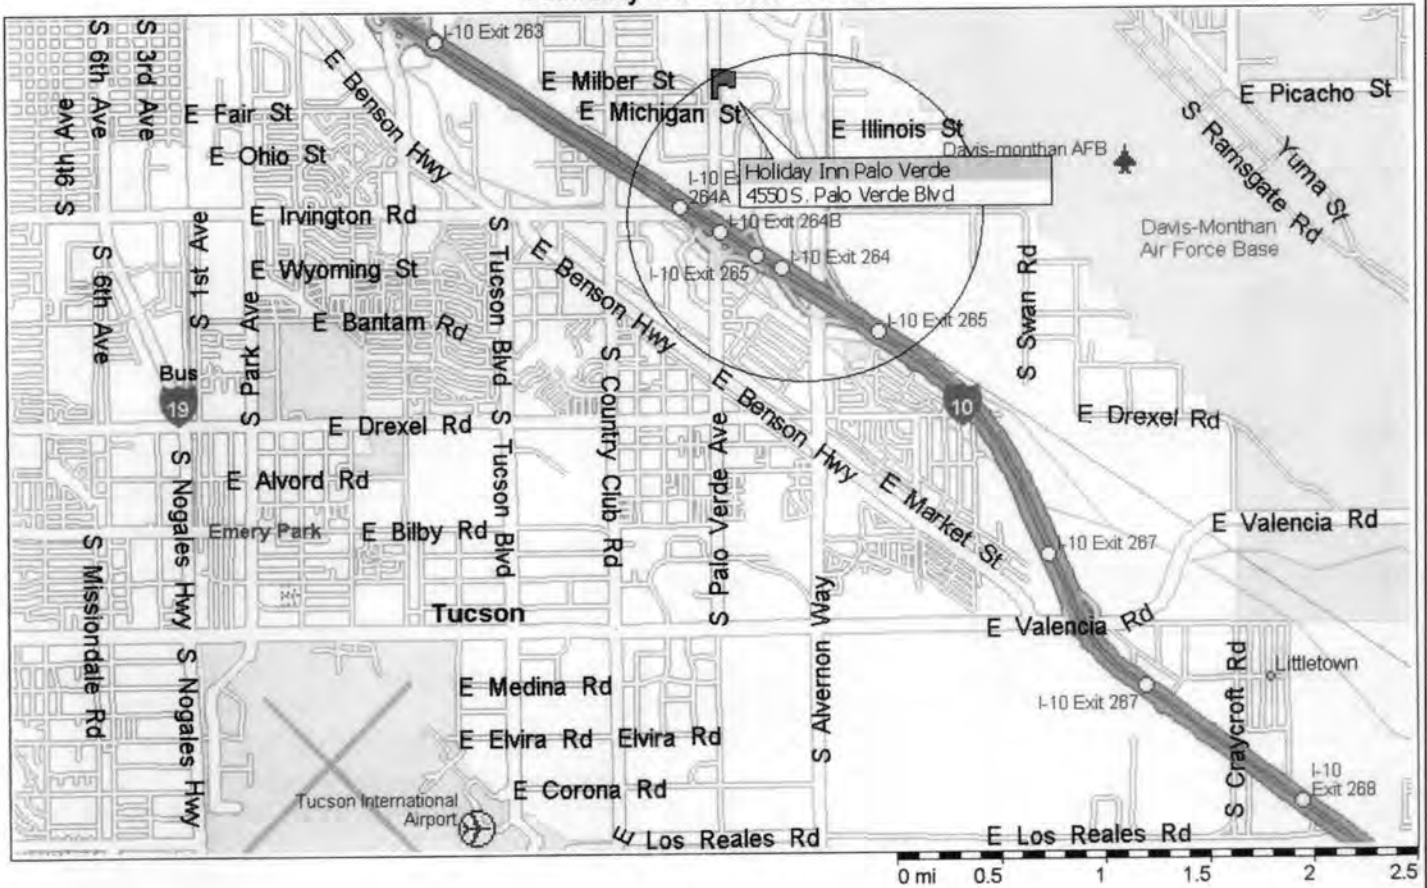 I-10 Exit 263
S 6th Ave
S 3rd Ave
E Benson Hwy
E Milber St
E Michigan St
E Picacho St
S 9th Ave
E Fair St
E Illinois St
S Ramsgate Rd
Yuma St
E Ohio St
Davis-monthan AFB
Holiday Inn Palo Verde
4550 S. Palo Verde Blvd
I-10 Ex
264A
E Irvington Rd
I-10 Exit 264B
Davis-Monthan
Air Force Base
S 6th Ave
S 1st Ave
S Tucson Blvd
E Benson Hwy
E Wyoming St
I-10 Exit 265
I-10 Exit 264
S Park Ave
E Bantam Rd
I-10 Exit 265
S Swan Rd
S Country Club Rd
Bus
19
E Benson Hwy
10
E Drexel Rd
E Drexel Rd
S Tucson Blvd
S Palo Verde Ave
S Nogales Hwy
E Alvord Rd
E Market St
Emery Park
E Bilby Rd
E Valencia Rd
I-10 Exit 267
S Missiondale Rd
Tucson
S Alvernon Way
E Valencia Rd
S Nogales Hwy
Littletown
E Medina Rd
I-10 Exit 267
S Craycroft Rd
E Elvira Rd
Elvira Rd
E Corona Rd
I-10
Exit 268
Tucson International
Airport
E Los Reales Rd
E Los Reales Rd
0 mi 0.5 1 1.5 2 2.5